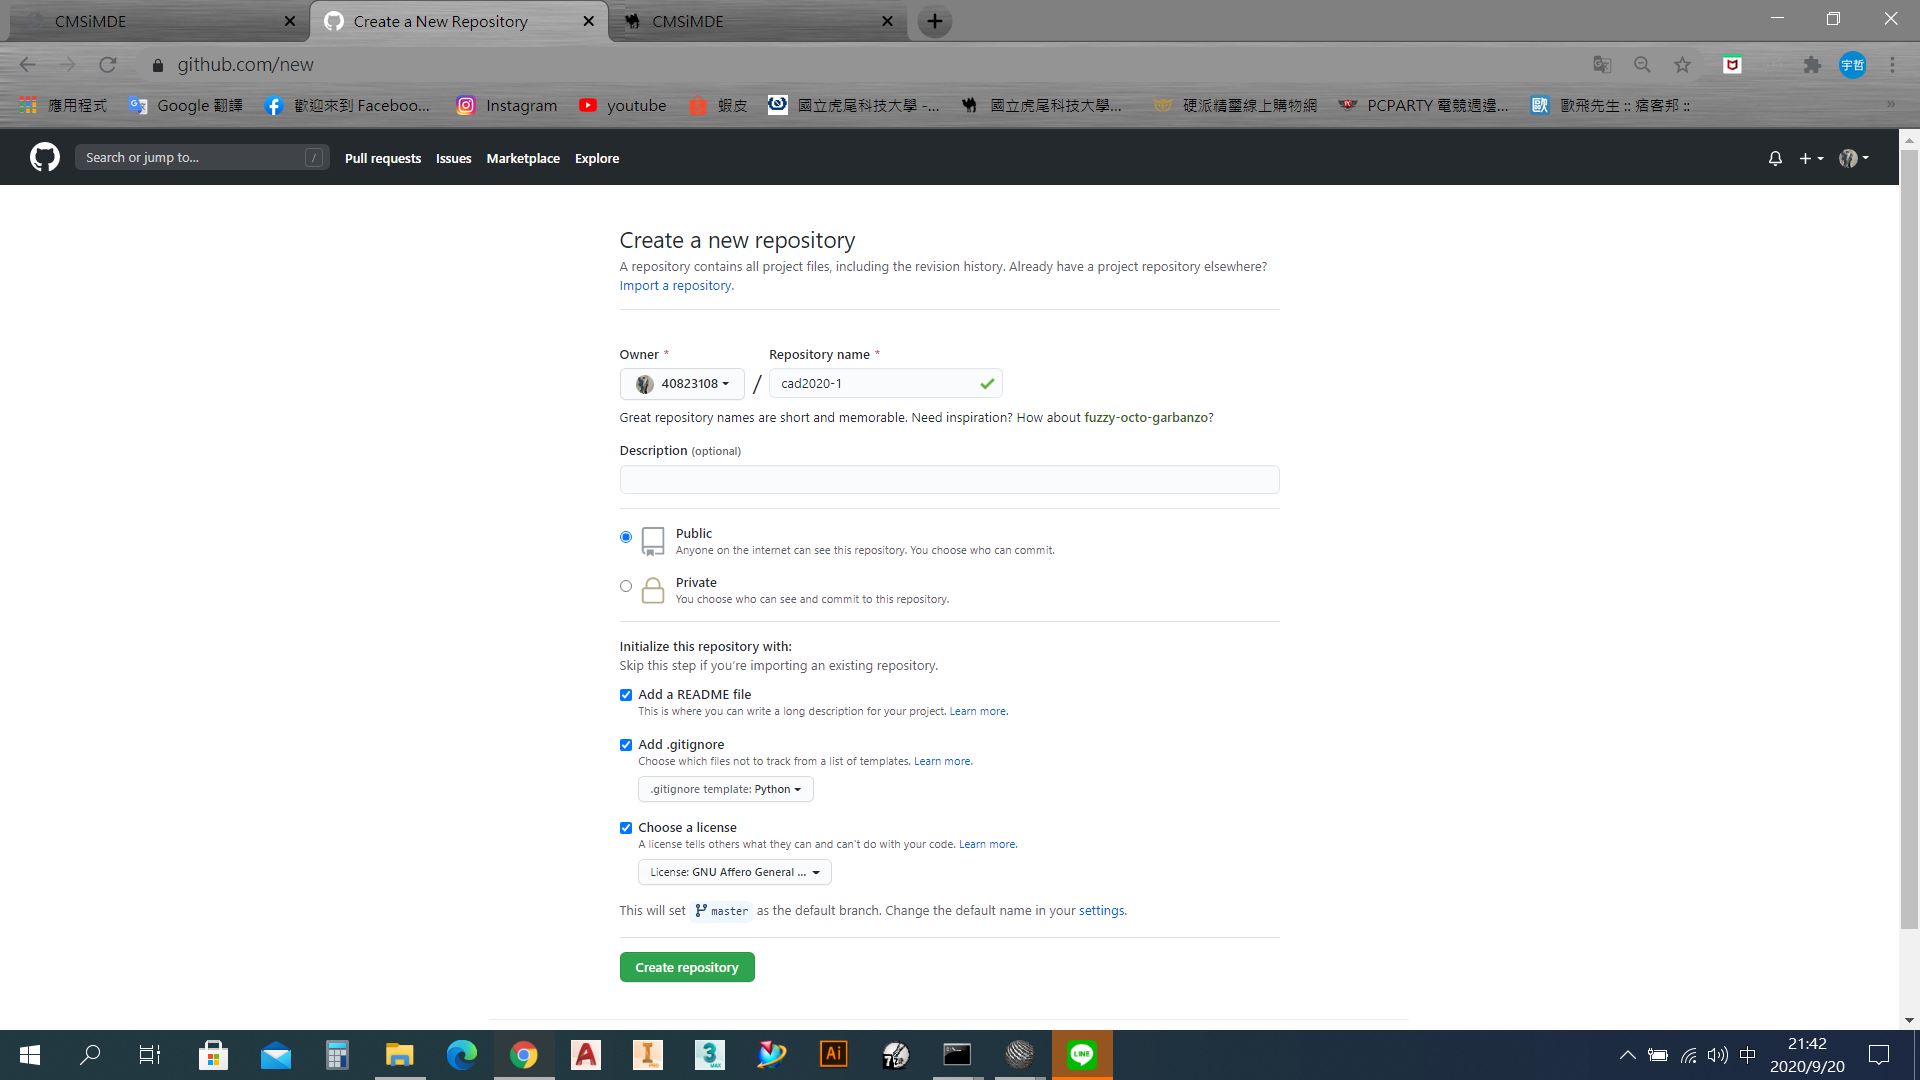 CMSiMDE
Create a New Repository
CMSiMDE
github.com/new
宇哲
應用程式
Google 翻譯
歡迎來到 Faceboo...
Instagram
youtube
蝦皮
國立虎尾科技大學 -...
國立虎尾科技大學...
硬派精靈線上購物網
PCPARTY 電競週邊...
歐飛先生 :: 痞客邦 ::
Search or jump to...
/
Pull requests
Issues
Marketplace
Explore
Create a new repository
A repository contains all project files, including the revision history. Already have a project repository elsewhere?
Import a repository.
Owner *
Repository name *
40823108
/
cad2020-1
Great repository names are short and memorable. Need inspiration? How about fuzzy-octo-garbanzo?
Description (optional)
Public
Anyone on the internet can see this repository. You choose who can commit.
Private
You choose who can see and commit to this repository.
Initialize this repository with:
Skip this step if you're importing an existing repository.
Add a README file
This is where you can write a long description for your project. Learn more.
Add .gitignore
Choose which files not to track from a list of templates. Learn more.
.gitignore template: Python
Choose a license
A license tells others what they can and can't do with your code. Learn more.
License: GNU Affero General ...
This will set master as the default branch. Change the default name in your settings.
Create repository
中
21:42
2020/9/20